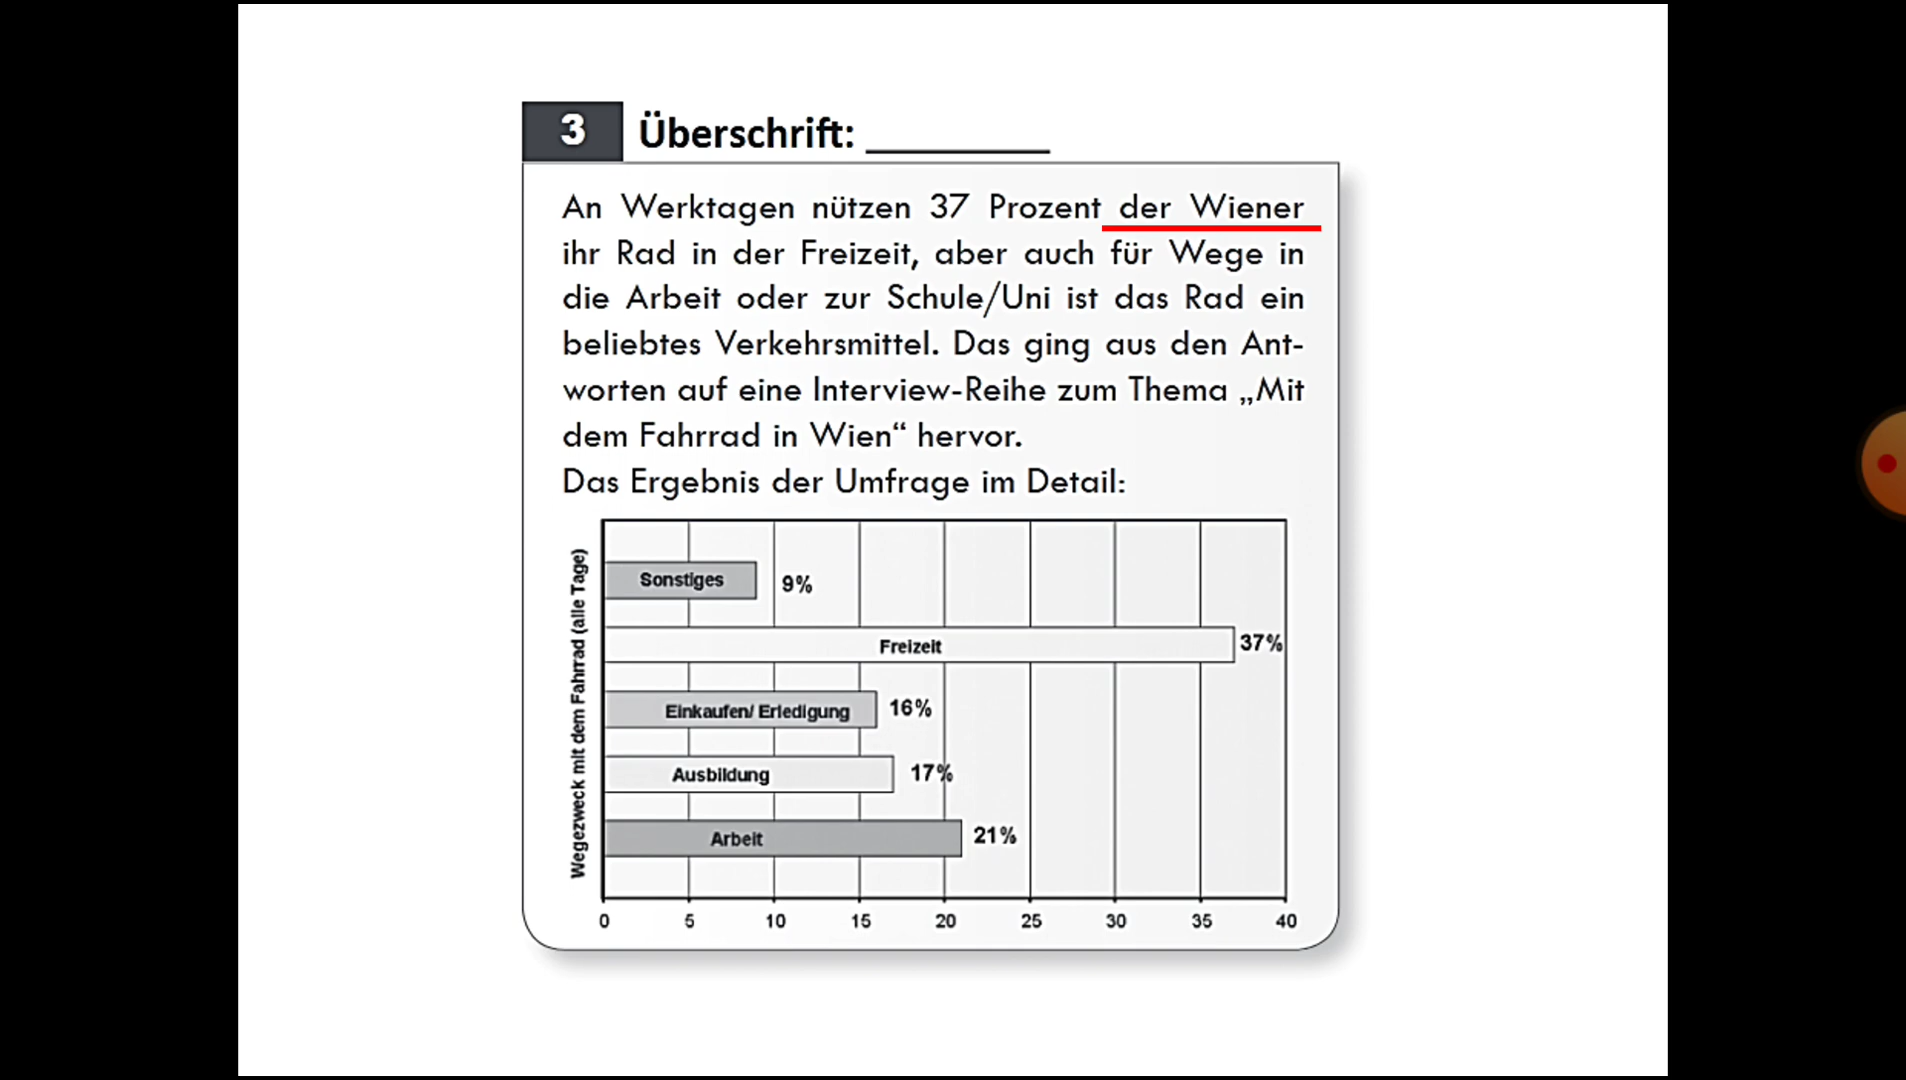 3 Überschrift: ________
An Werktagen nützen 37 Prozent der Wiener
ihr Rad in der Freizeit, aber auch für Wege in
die Arbeit oder zur Schule/Uni ist das Rad ein
beliebtes Verkehrsmittel. Das ging aus den Ant-
worten auf eine Interview-Reihe zum Thema „Mit
dem Fahrrad in Wien“ hervor.
Das Ergebnis der Umfrage im Detail:
Wegezweck mit dem Fahrrad (alle Tage)
Sonstiges 9%
Freizeit 37%
Einkaufen/ Erledigung 16%
Ausbildung 17%
Arbeit 21%
0 5 10 15 20 25 30 35 40